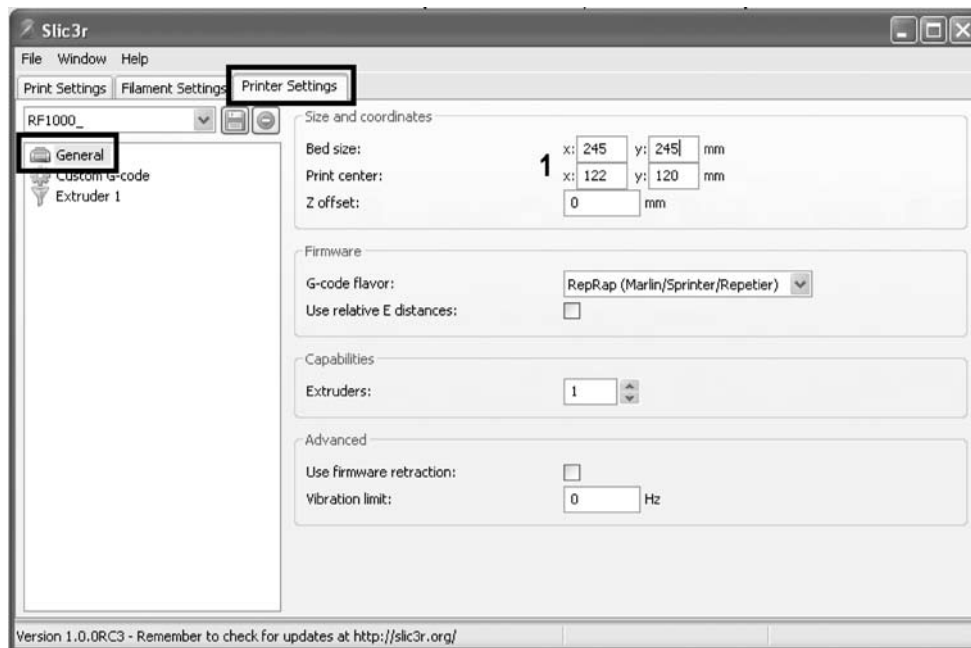 Slic3r
File Window Help
Print Settings Filament Settings Printer Settings
RF1000_
General
Custom G-code
Extruder 1
Size and coordinates
Bed size: x: 245 y: 245 mm
1
Print center: x: 122 y: 120 mm
Z offset: 0 mm
Firmware
G-code flavor: RepRap (Marlin/Sprinter/Repetier)
Use relative E distances:
Capabilities
Extruders: 1
Advanced
Use firmware retraction:
Vibration limit: 0 Hz
Version 1.0.0RC3 - Remember to check for updates at http://slic3r.org/